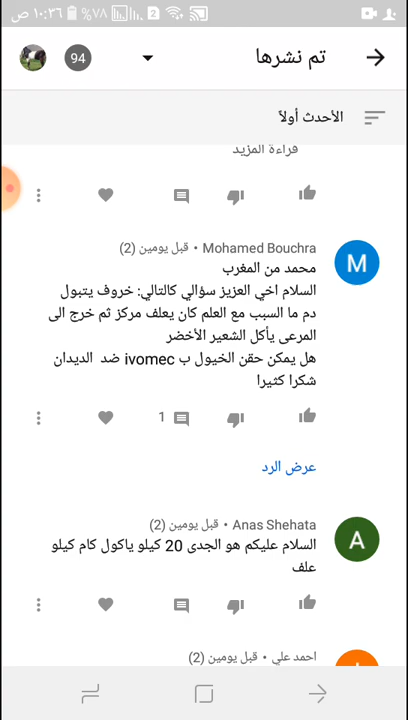 ١٠:٣٦ ص
٧٨%
2
تم نشرها
94
الأحدث أولاً
قراءة المزيد
Mohamed Bouchra • قبل يومين (2)
M
محمد من المغرب
السلام اخي العزيز سؤالي كالتالي: خروف يتبول
دم ما السبب مع العلم كان يعلف مركز ثم خرج الى
المرعى يأكل الشعير الأخضر
هل يمكن حقن الخيول ب ivomec ضد الديدان
شكرا كثيرا
1
عرض الرد
Anas Shehata • قبل يومين (2)
A
السلام عليكم هو الجدى 20 كيلو ياكول كام كيلو
علف
احمد علي • قبل يومين (2)